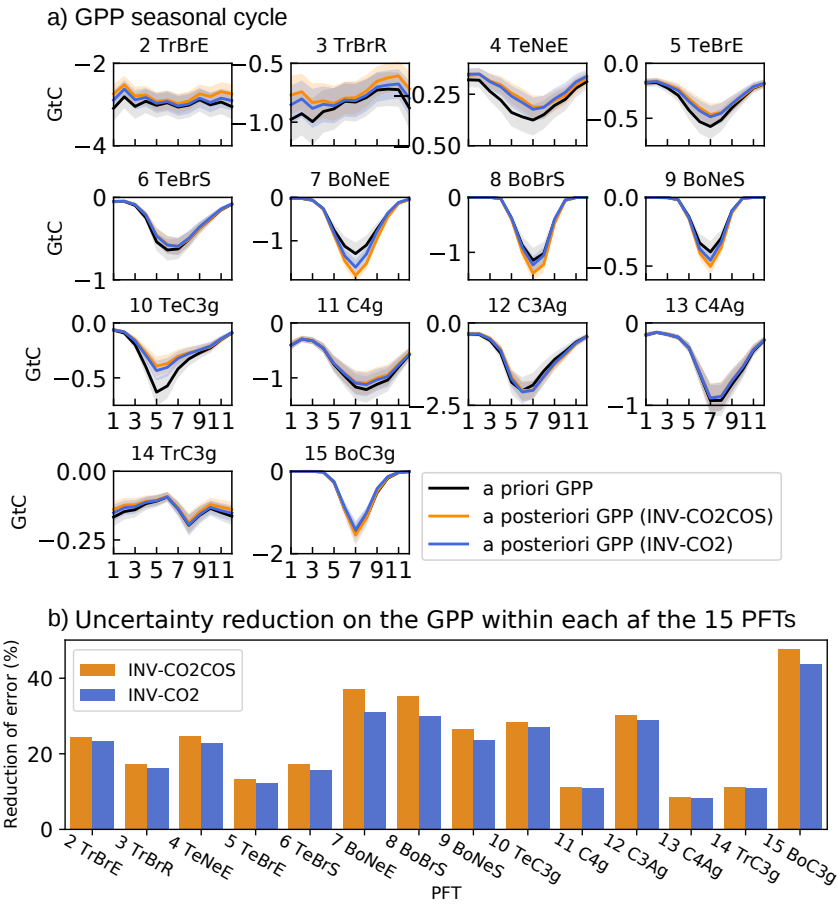 a) GPP seasonal cycle
2 TrBrE
3 TrBrR
4 TeNeE
5 TeBrE
GtC
−2
−4
−0.5
−1.0
0.25
−0.50
0.0
−0.5
6 TeBrS
7 BoNeE
8 BoBrS
9 BoNeS
GtC
0
−1
0
−1
0
−1
0.0
−0.5
10 TeC3g
11 C4g
12 C3Ag
13 C4Ag
GtC
0.0
−0.5
0
−1
0.0
−2.5
0
−1
1 3 5 7 9 11
1 3 5 7 9 11
1 3 5 7 9 11
1 3 5 7 9 11
14 TrC3g
15 BoC3g
GtC
0.00
−0.25
0
−2
1 3 5 7 9 11
1 3 5 7 9 11
a priori GPP
a posteriori GPP (INV-CO2COS)
a posteriori GPP (INV-CO2)
b) Uncertainty reduction on the GPP within each af the 15 PFTs
Reduction of error (%)
40
20
0
INV-CO2COS
INV-CO2
2 TrBrE
3 TrBrR
4 TeNeE
5 TeBrE
6 TeBrS
7 BoNeE
8 BoBrS
9 BoNeS
10 TeC3g
11 C4g
12 C3Ag
13 C4Ag
14 TrC3g
15 BoC3g
PFT